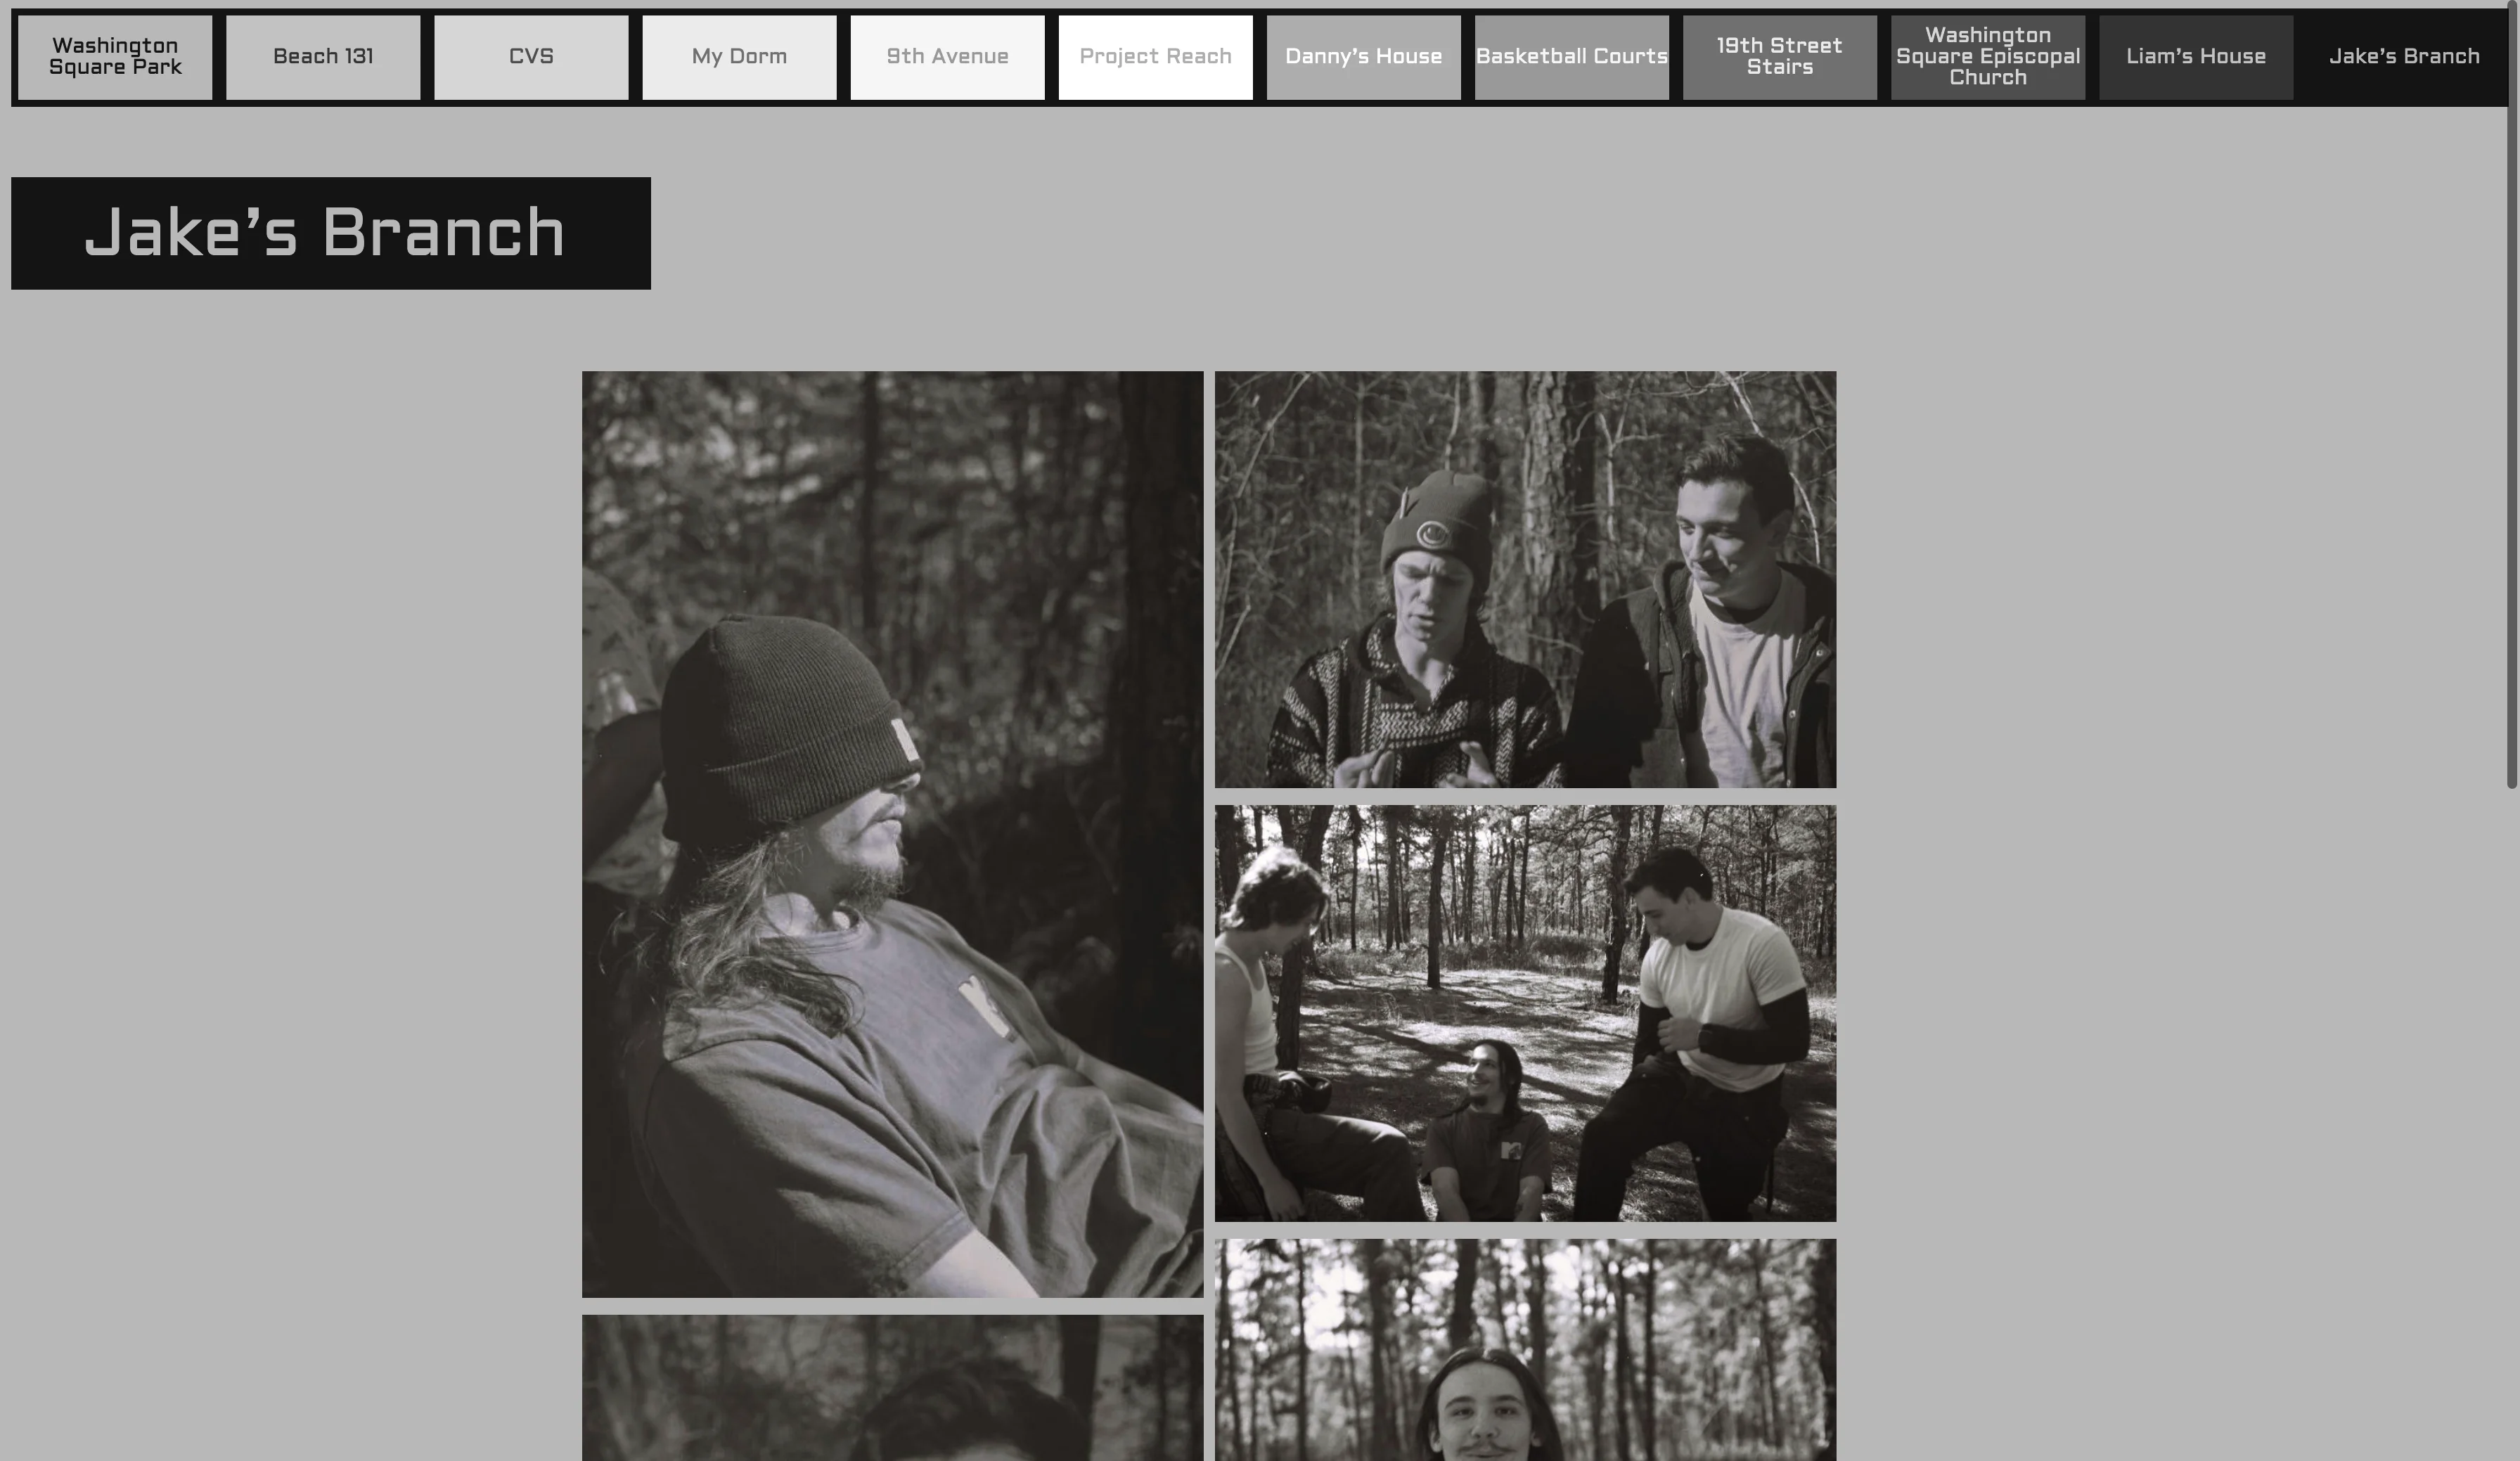 Washington
Square Park
Beach 131
CVS
My Dorm
9th Avenue
Project Reach
Danny’s House
Basketball Courts
19th Street
Stairs
Washington
Square Episcopal
Church
Liam’s House
Jake’s Branch
Jake’s Branch